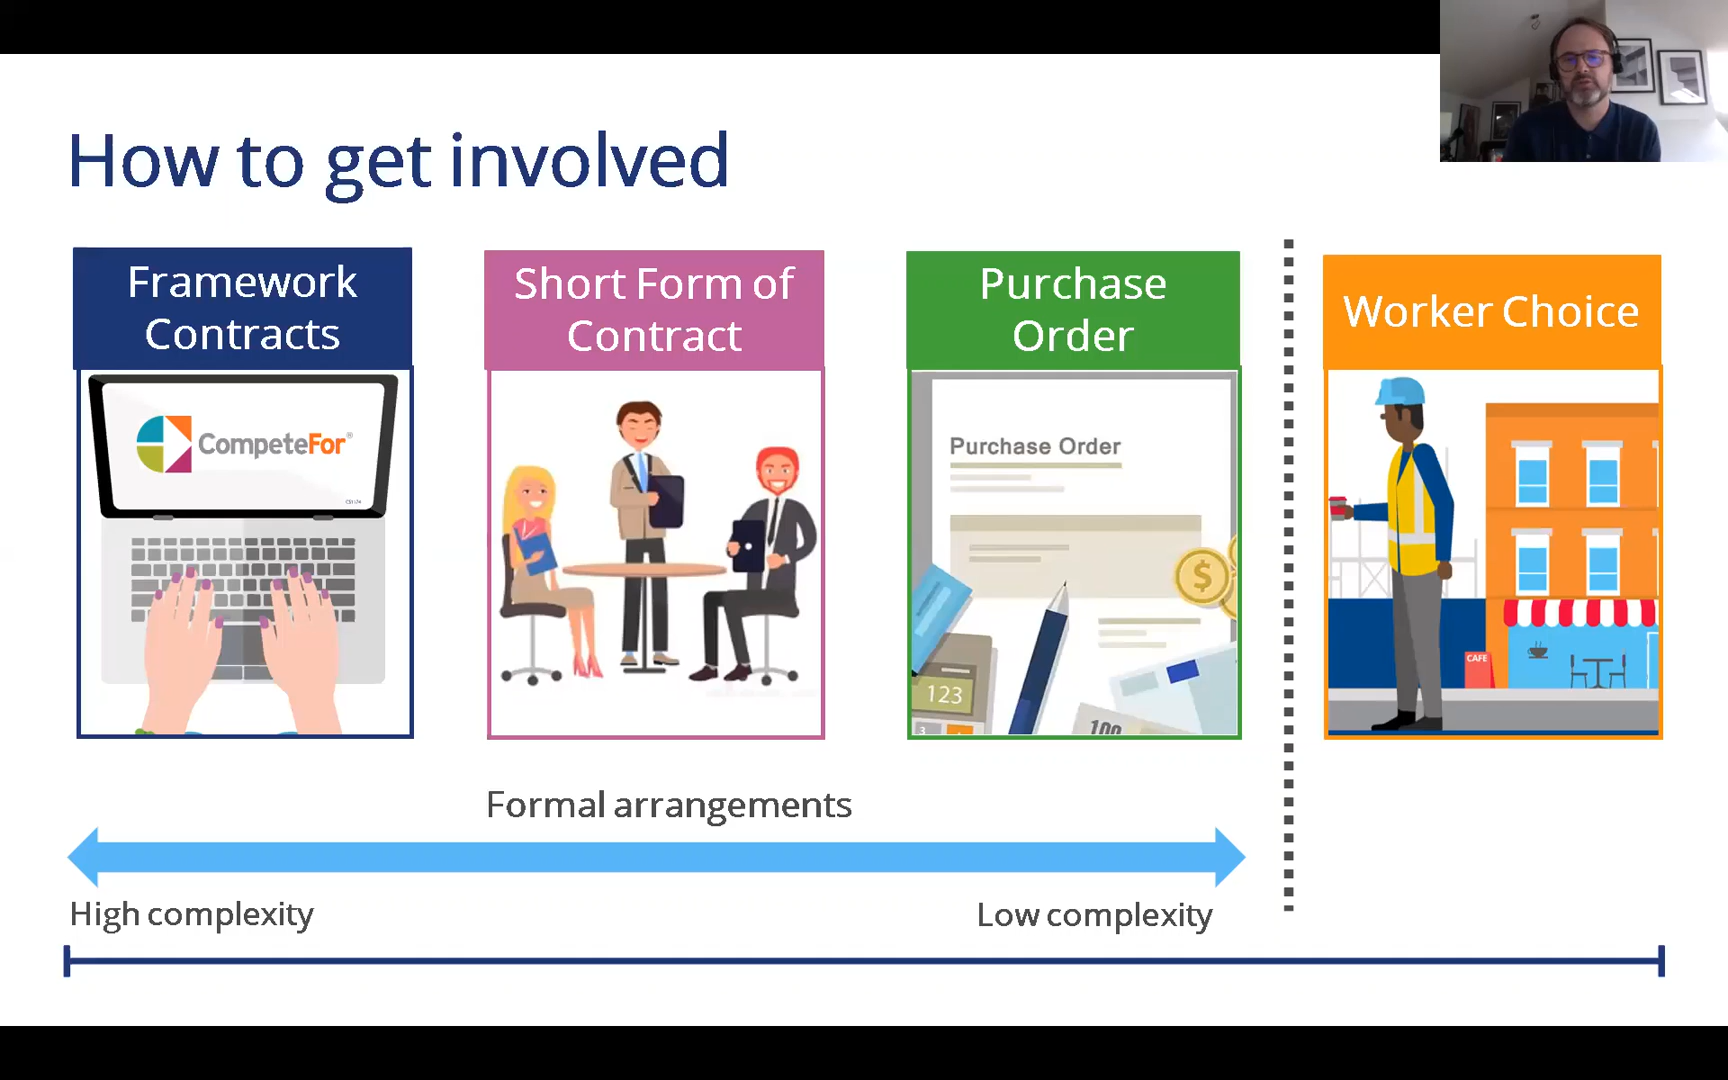 How to get involved
Framework
Contracts
Short Form of
Contract
Purchase
Order
Worker Choice
CompeteFor®
Purchase Order
123
100
CAFE
Formal arrangements
High complexity
Low complexity